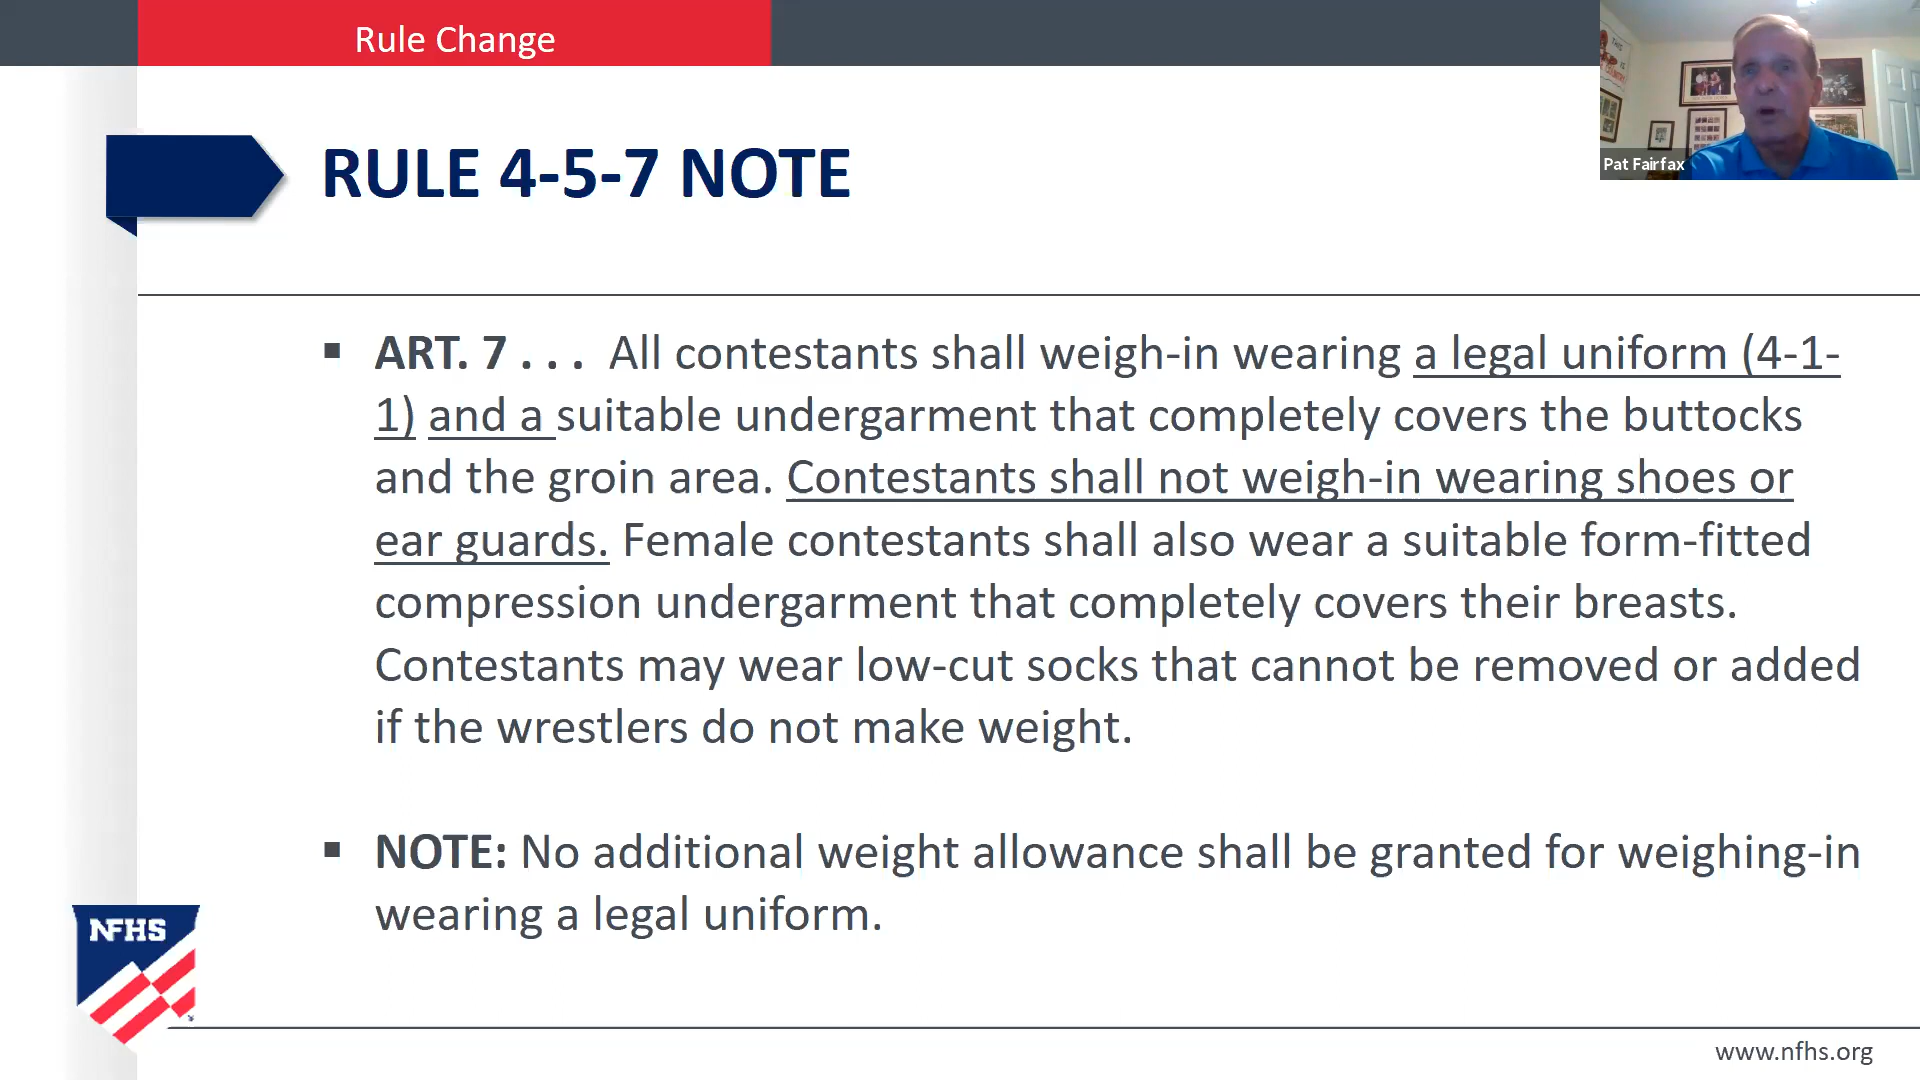 Rule Change
Pat Fairfax
RULE 4-5-7 NOTE
▪ ART. 7 . . . All contestants shall weigh-in wearing a legal uniform (4-1-
1) and a suitable undergarment that completely covers the buttocks
and the groin area. Contestants shall not weigh-in wearing shoes or
ear guards. Female contestants shall also wear a suitable form-fitted
compression undergarment that completely covers their breasts.
Contestants may wear low-cut socks that cannot be removed or added
if the wrestlers do not make weight.
▪ NOTE: No additional weight allowance shall be granted for weighing-in
wearing a legal uniform.
NFHS
www.nfhs.org